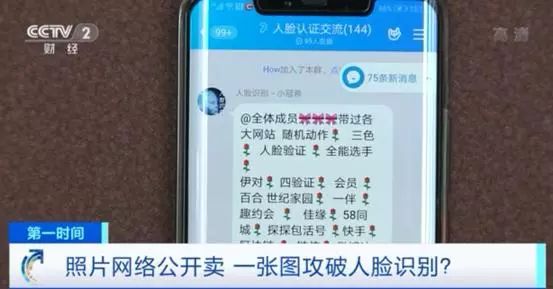 CCTV 2
财经
高清
99+
人脸认证交流(144)
How加入了本群，点
75条新消息
人脸识别-小冠希
@全体成员带过各
大网站 随机动作 三色
人脸验证 全能选手
伊对 四验证 会员
百合 世纪家园 一伴
趣约会 佳缘 58同
城 探探包活号 快手
第一时间
照片网络公开卖 一张图攻破人脸识别?